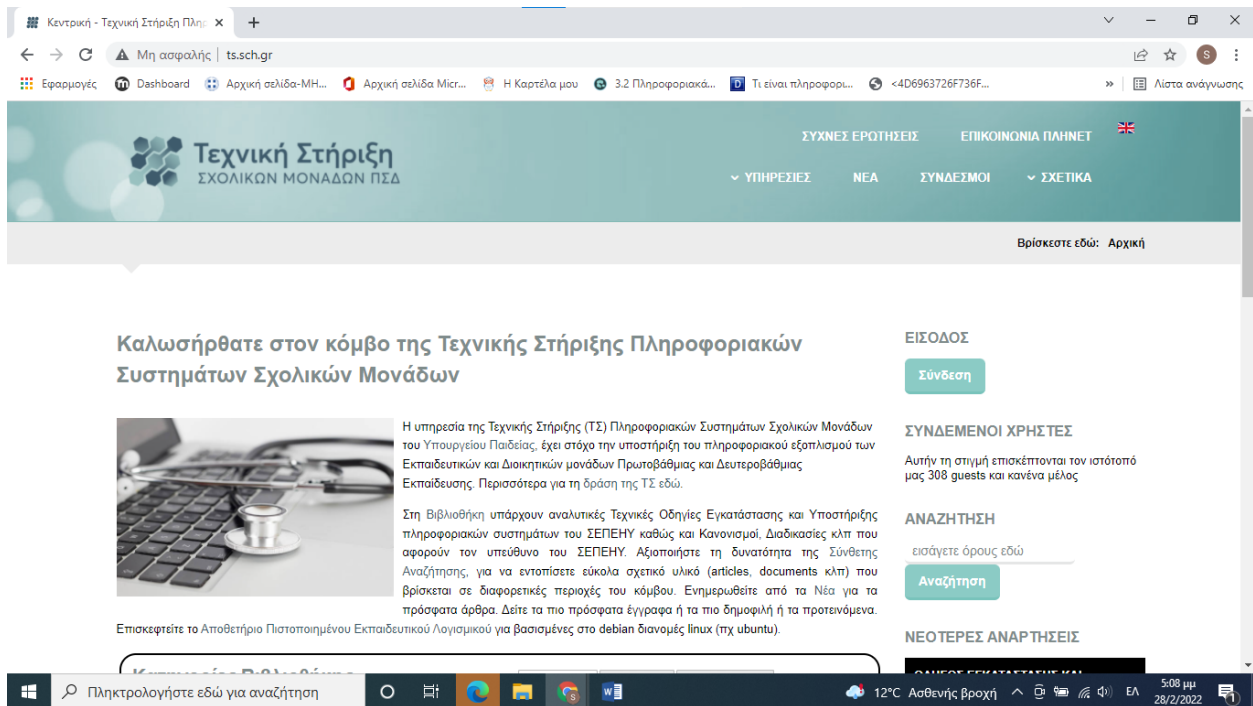 Κεντρική - Τεχνική Στήριξη Πλη
Μη ασφαλής | ts.sch.gr
S
Εφαρμογές Dashboard Αρχική σελίδα-MH... Αρχική σελίδα Micr... Η Καρτέλα μου 3.2 Πληροφοριακά... Τι είναι πληροφορι... <4D6963726F736F... » Λίστα ανάγνωσης
ΣΥΧΝΕΣ ΕΡΩΤΗΣΕΙΣ ΕΠΙΚΟΙΝΩΝΙΑ ΠΛΗΝΕΤ
Τεχνική Στήριξη
ΣΧΟΛΙΚΩΝ ΜΟΝΑΔΩΝ ΠΣΔ
ΥΠΗΡΕΣΙΕΣ ΝΕΑ ΣΥΝΔΕΣΜΟΙ ΣΧΕΤΙΚΑ
Βρίσκεστε εδώ: Αρχική
Καλωσήρθατε στον κόμβο της Τεχνικής Στήριξης Πληροφοριακών
Συστημάτων Σχολικών Μονάδων
Η υπηρεσία της Τεχνικής Στήριξης (ΤΣ) Πληροφοριακών Συστημάτων Σχολικών Μονάδων
του Υπουργείου Παιδείας, έχει στόχο την υποστήριξη του πληροφοριακού εξοπλισμού των
Εκπαιδευτικών και Διοικητικών μονάδων Πρωτοβάθμιας και Δευτεροβάθμιας
Εκπαίδευσης. Περισσότερα για τη δράση της ΤΣ εδώ.
Στη Βιβλιοθήκη υπάρχουν αναλυτικές Τεχνικές Οδηγίες Εγκατάστασης και Υποστήριξης
πληροφοριακών συστημάτων του ΣΕΠΕΗΥ καθώς και Κανονισμοί, Διαδικασίες κλπ που
αφορούν τον υπεύθυνο του ΣΕΠΕΗΥ. Αξιοποιήστε τη δυνατότητα της Σύνθετης
Αναζήτησης, για να εντοπίσετε εύκολα σχετικό υλικό (articles, documents κλπ) που
βρίσκεται σε διαφορετικές περιοχές του κόμβου. Ενημερωθείτε από τα Νέα για τα
πρόσφατα άρθρα. Δείτε τα πιο πρόσφατα έγγραφα ή τα πιο δημοφιλή ή τα προτεινόμενα.
Επισκεφτείτε το Αποθετήριο Πιστοποιημένου Εκπαιδευτικού Λογισμικού για βασισμένες στο debian διανομές linux (πχ ubuntu).
ΕΙΣΟΔΟΣ
Σύνδεση
ΣΥΝΔΕΜΕΝΟΙ ΧΡΗΣΤΕΣ
Αυτήν τη στιγμή επισκέπτονται τον ιστότοπό
μας 308 guests και κανένα μέλος
ΑΝΑΖΗΤΗΣΗ
εισάγετε όρους εδώ
Αναζήτηση
ΝΕΟΤΕΡΕΣ ΑΝΑΡΤΗΣΕΙΣ
Πληκτρολογήστε εδώ για αναζήτηση
12°C Ασθενής βροχή ΕΛ 5:08 μμ
28/2/2022
1